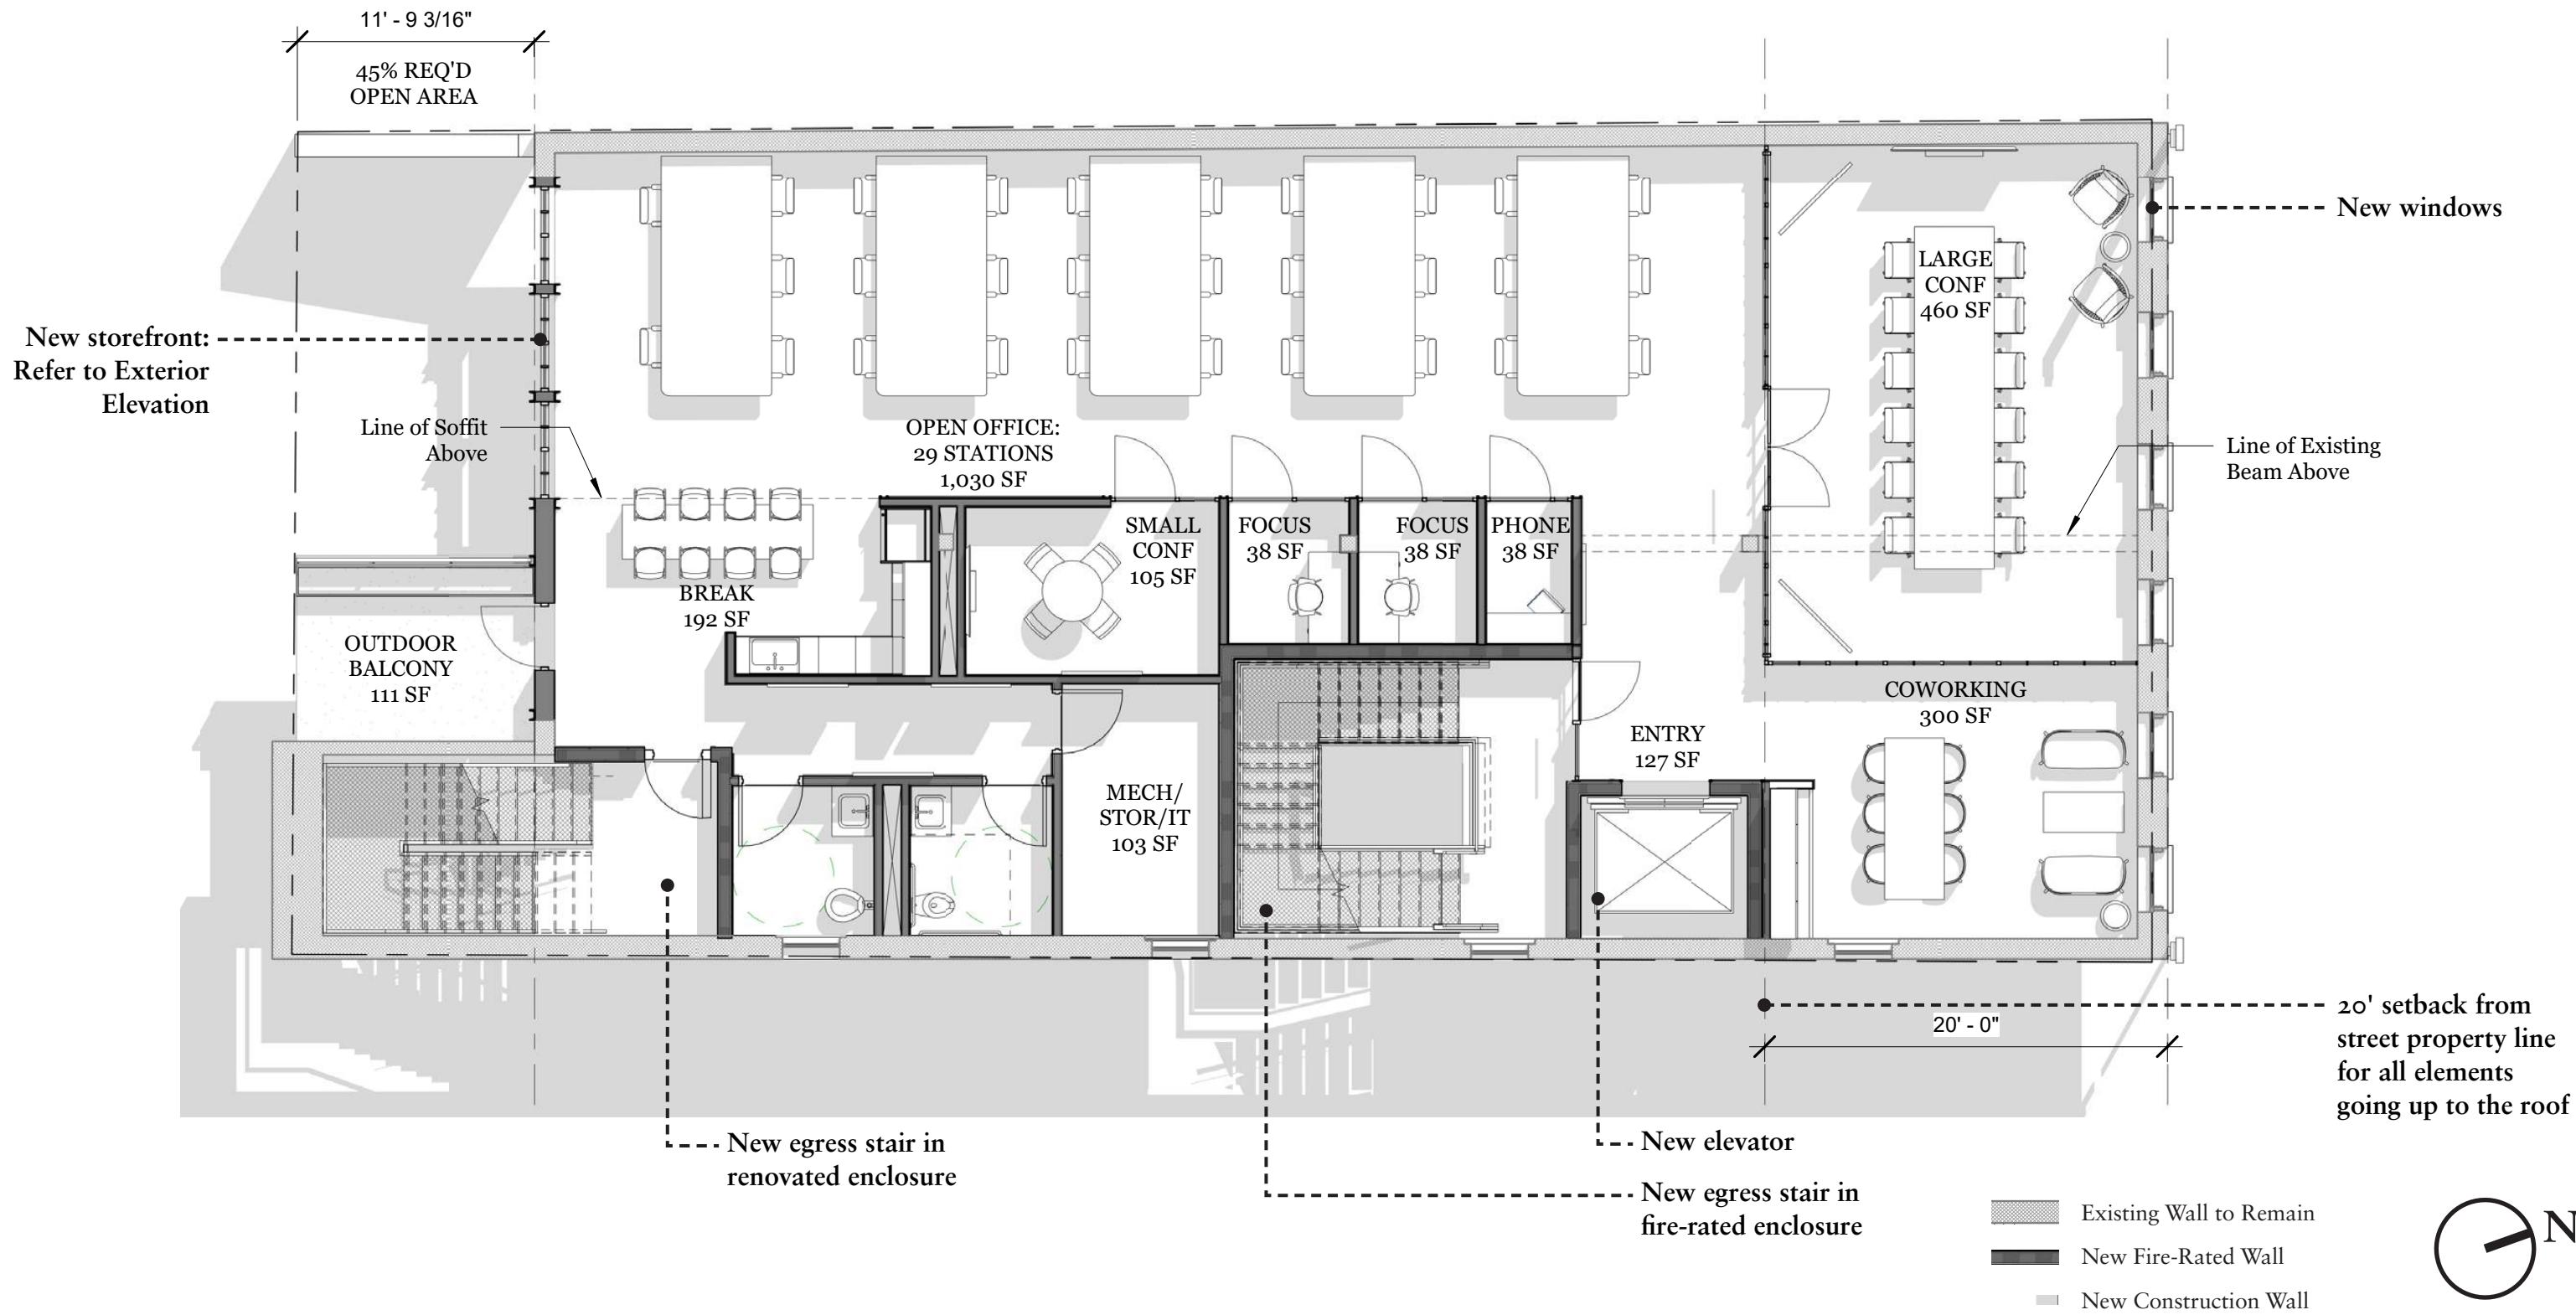 11' - 9 3/16"
45% REQ'D
OPEN AREA
New windows
LARGE
CONF
460 SF
New storefront:
Refer to Exterior
Elevation
Line of Soffit
Above
OPEN OFFICE:
29 STATIONS
1,030 SF
Line of Existing
Beam Above
SMALL
CONF
105 SF
FOCUS
38 SF
FOCUS
38 SF
PHONE
38 SF
BREAK
192 SF
OUTDOOR
BALCONY
111 SF
COWORKING
300 SF
ENTRY
127 SF
MECH/
STOR/IT
103 SF
20' setback from
street property line
for all elements
going up to the roof
20' - 0"
New egress stair in
renovated enclosure
New elevator
New egress stair in
fire-rated enclosure
Existing Wall to Remain
New Fire-Rated Wall
New Construction Wall
N